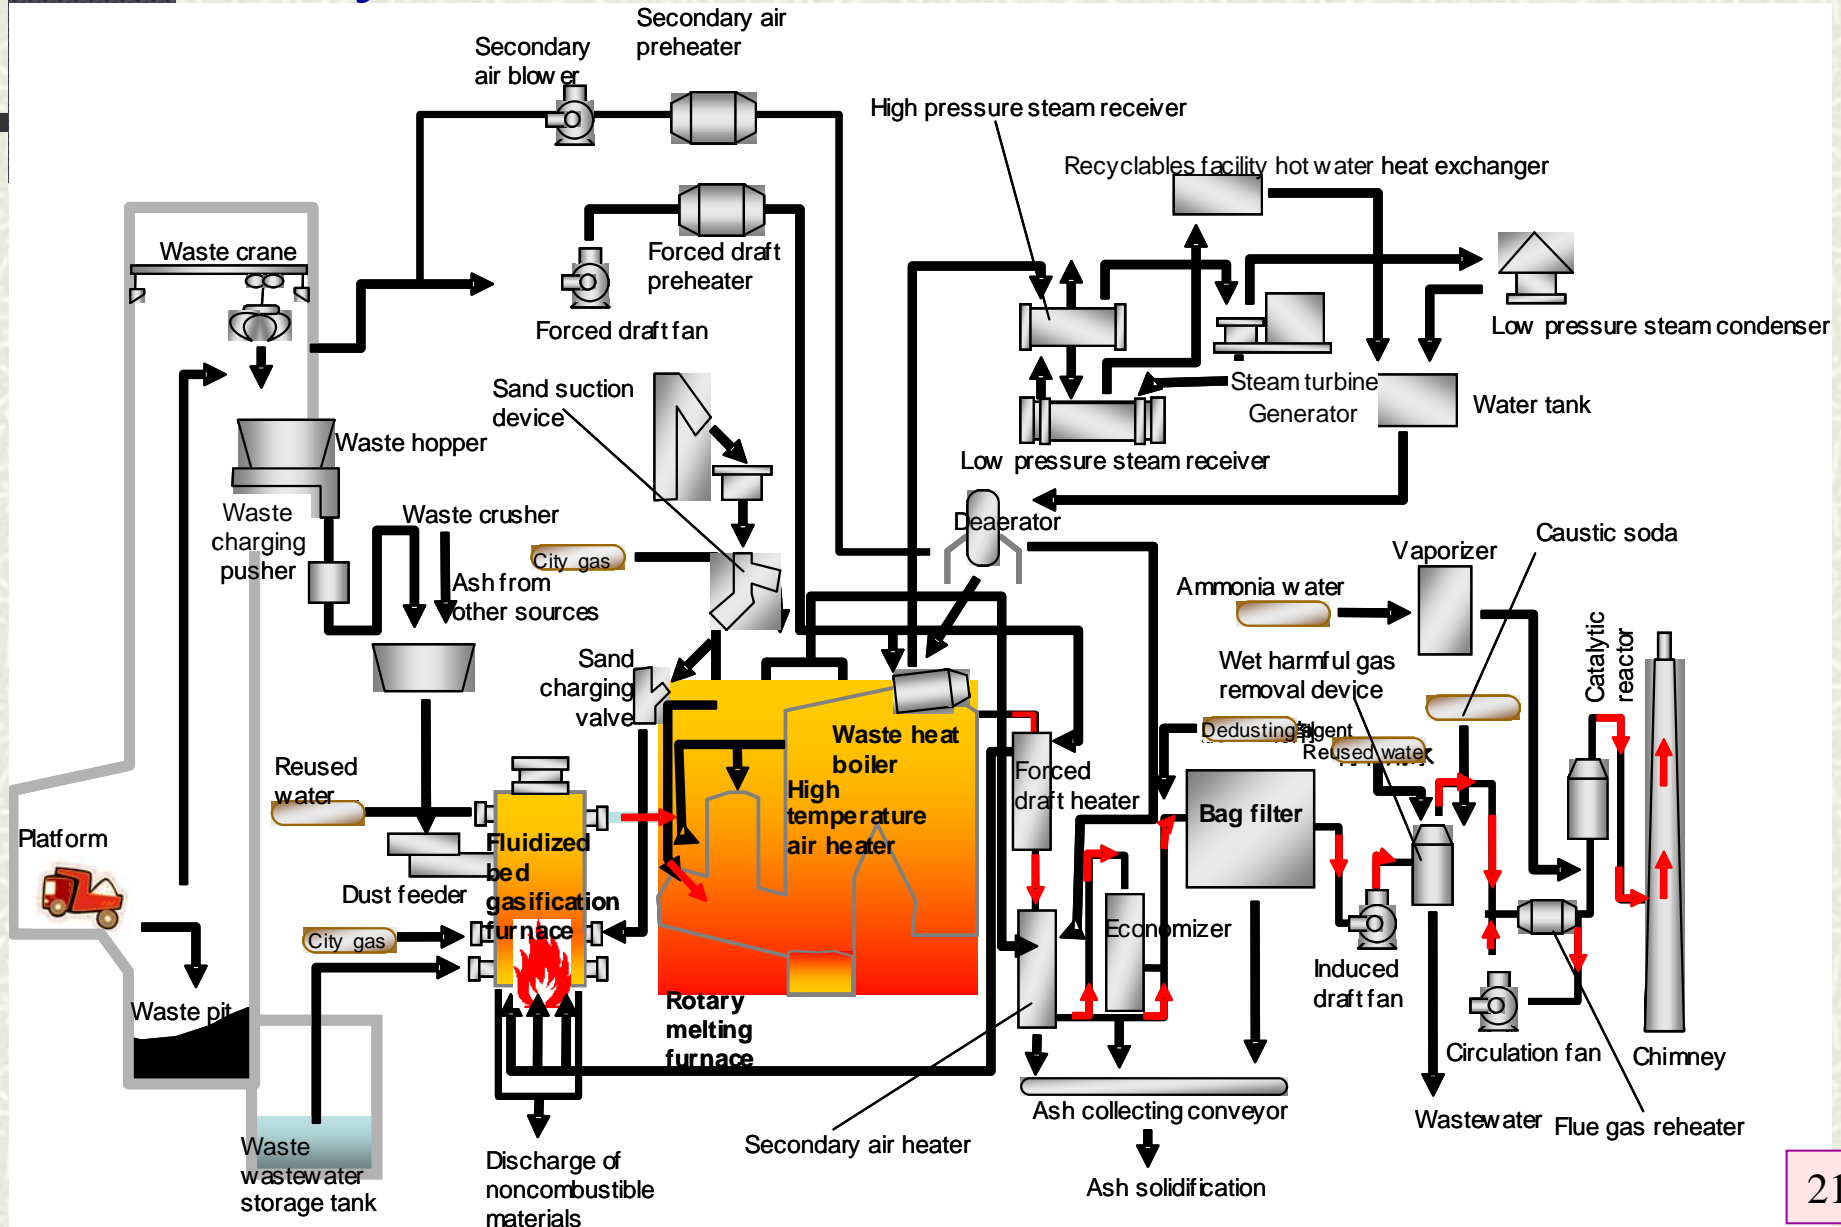 Secondary air
preheater
Secondary
air blower
High pressure steam receiver
Recyclables facility hot water heat exchanger
Waste crane
Forced draft
preheater
Forced draft fan
Low pressure steam condenser
Sand suction
device
Steam turbine
Generator
Water tank
Waste hopper
Low pressure steam receiver
Waste
charging
pusher
Waste crusher
Deaerator
Caustic soda
Vaporizer
City gas
Ash from
other sources
Ammonia water
Catalytic
reactor
Wet harmful gas
removal device
Sand
charging
valve
Waste heat
boiler
Dedusting agent
Reused water
Reused
water
High
temperature
air heater
Forced
draft heater
Bag filter
Platform
Fluidized
bed
gasification
furnace
Dust feeder
City gas
Economizer
Induced
draft fan
Waste pit
Rotary
melting
furnace
Circulation fan
Chimney
Ash collecting conveyor
Wastewater
Flue gas reheater
Secondary air heater
Waste
wastewater
storage tank
Discharge of
noncombustible
materials
Ash solidification
21